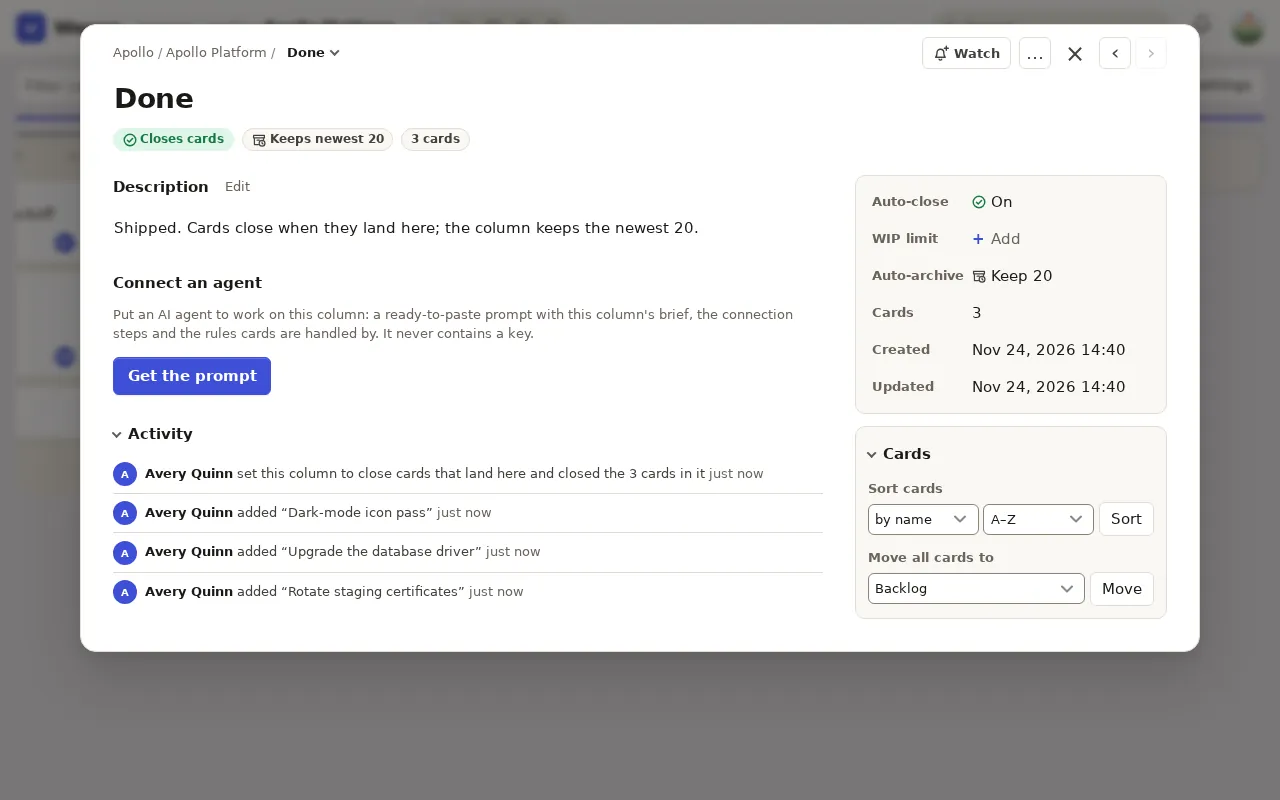 Apollo / Apollo Platform / Done
Watch
...
Done
Closes cards
Keeps newest 20
3 cards
Description Edit
Shipped. Cards close when they land here; the column keeps the newest 20.
Connect an agent
Put an AI agent to work on this column: a ready-to-paste prompt with this column's brief, the connection
steps and the rules cards are handled by. It never contains a key.
Get the prompt
Activity
A Avery Quinn set this column to close cards that land here and closed the 3 cards in it just now
A Avery Quinn added “Dark-mode icon pass” just now
A Avery Quinn added “Upgrade the database driver” just now
A Avery Quinn added “Rotate staging certificates” just now
Auto-close On
WIP limit + Add
Auto-archive Keep 20
Cards 3
Created Nov 24, 2026 14:40
Updated Nov 24, 2026 14:40
Cards
Sort cards
by name A–Z Sort
Move all cards to
Backlog Move